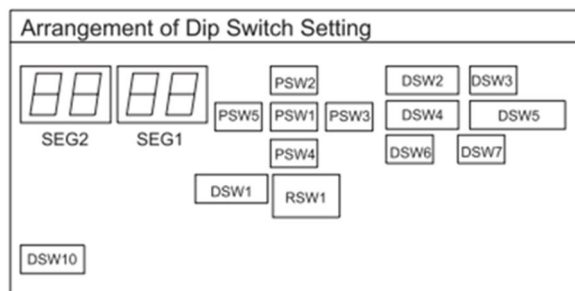 Arrangement of Dip Switch Setting
PSW2 DSW2 DSW3
PSW5 PSW1 PSW3 DSW4 DSW5
SEG2 SEG1
PSW4 DSW6 DSW7
DSW1 RSW1
DSW10